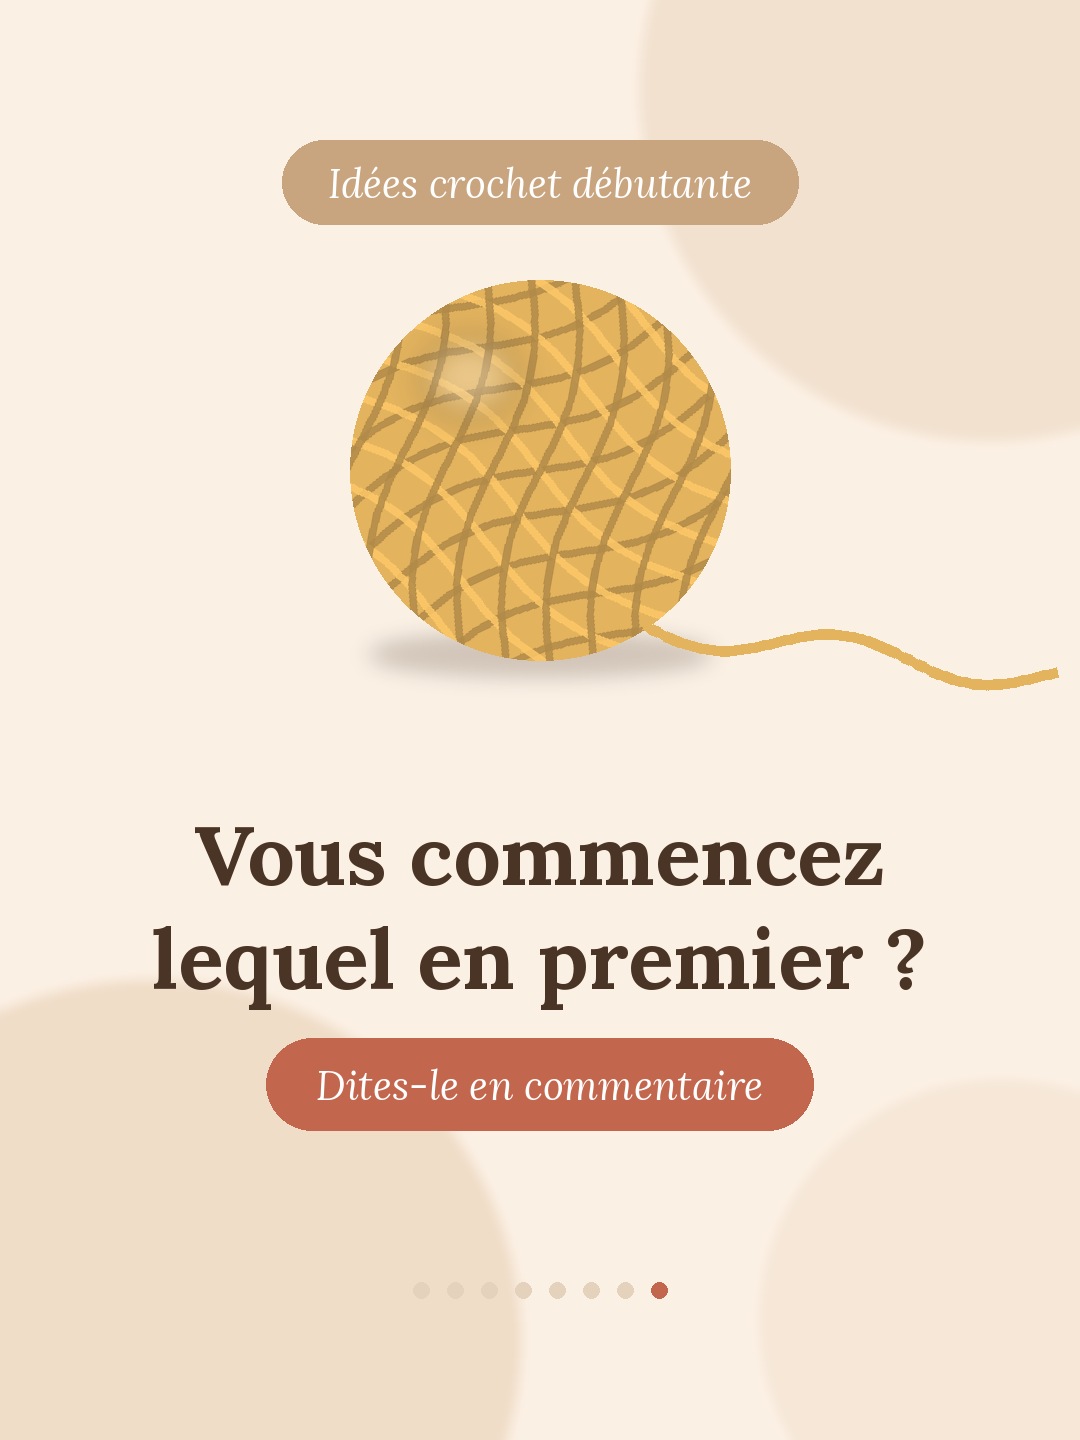 Idées crochet débutante
Vous commencez
lequel en premier ?
Dites-le en commentaire